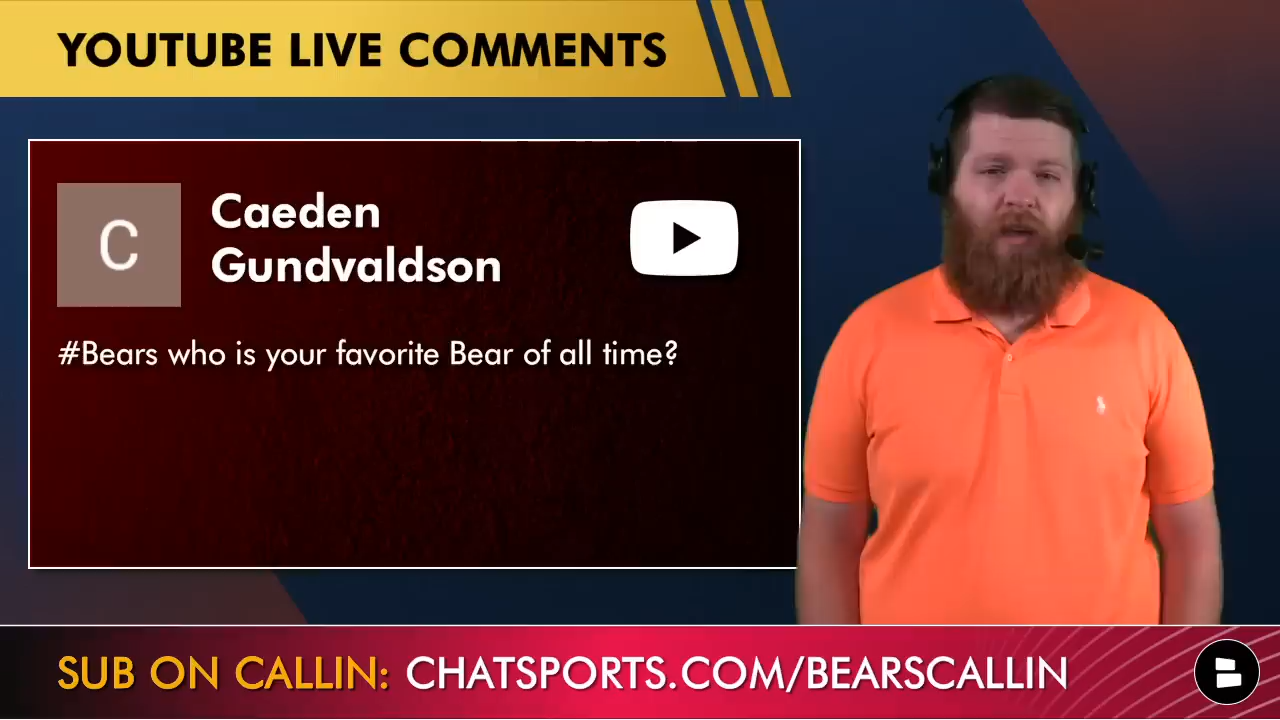 YOUTUBE LIVE COMMENTS
C
Caeden
Gundvaldson
#Bears who is your favorite Bear of all time?
SUB ON CALLIN: CHATSPORTS.COM/BEARSCALLIN